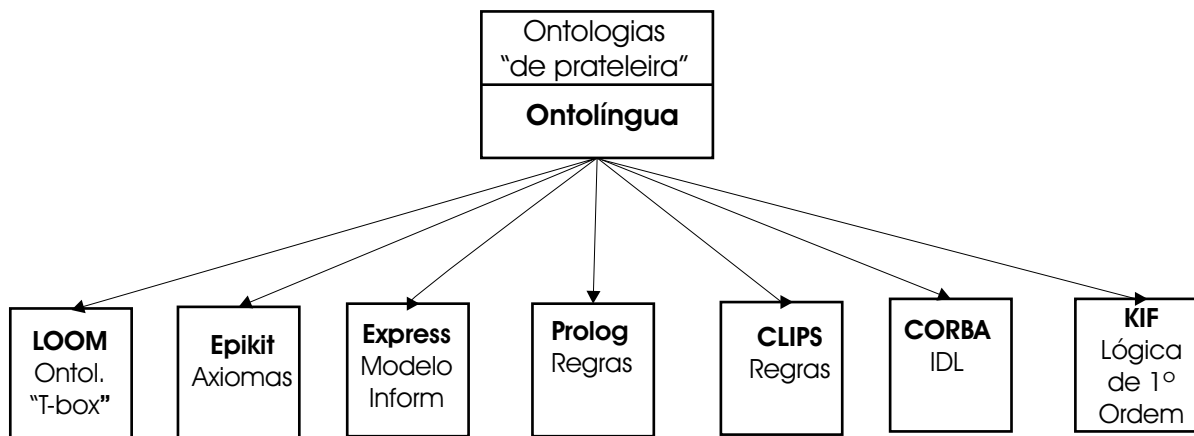 Ontologias
“de prateleira”
Ontolíngua
LOOM
Ontol.
“T-box”
Epikit
Axiomas
Express
Modelo
Inform
Prolog
Regras
CLIPS
Regras
CORBA
IDL
KIF
Lógica
de 1º
Ordem